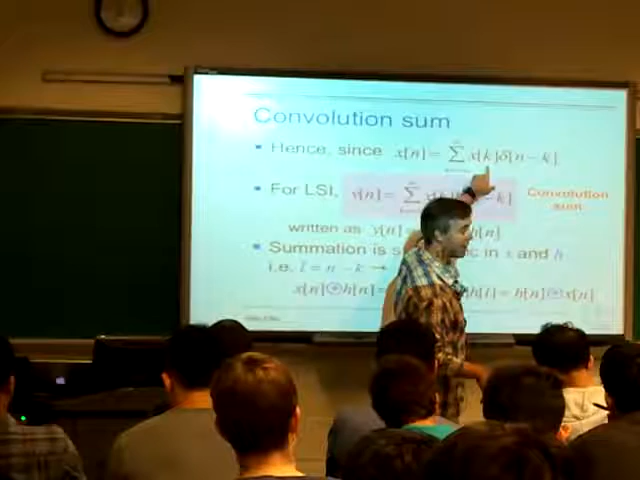 Convolution sum
Hence, since x[n] = Σ x[k]δ[n - k]
For LSI, y[n] = Σ - k] Convolution
sum
written as y[n] h[n]
Summation is in x and h
i.e. l = n - k →
x[n]⊛h[n]= h[l] = h[n]⊛x[n]